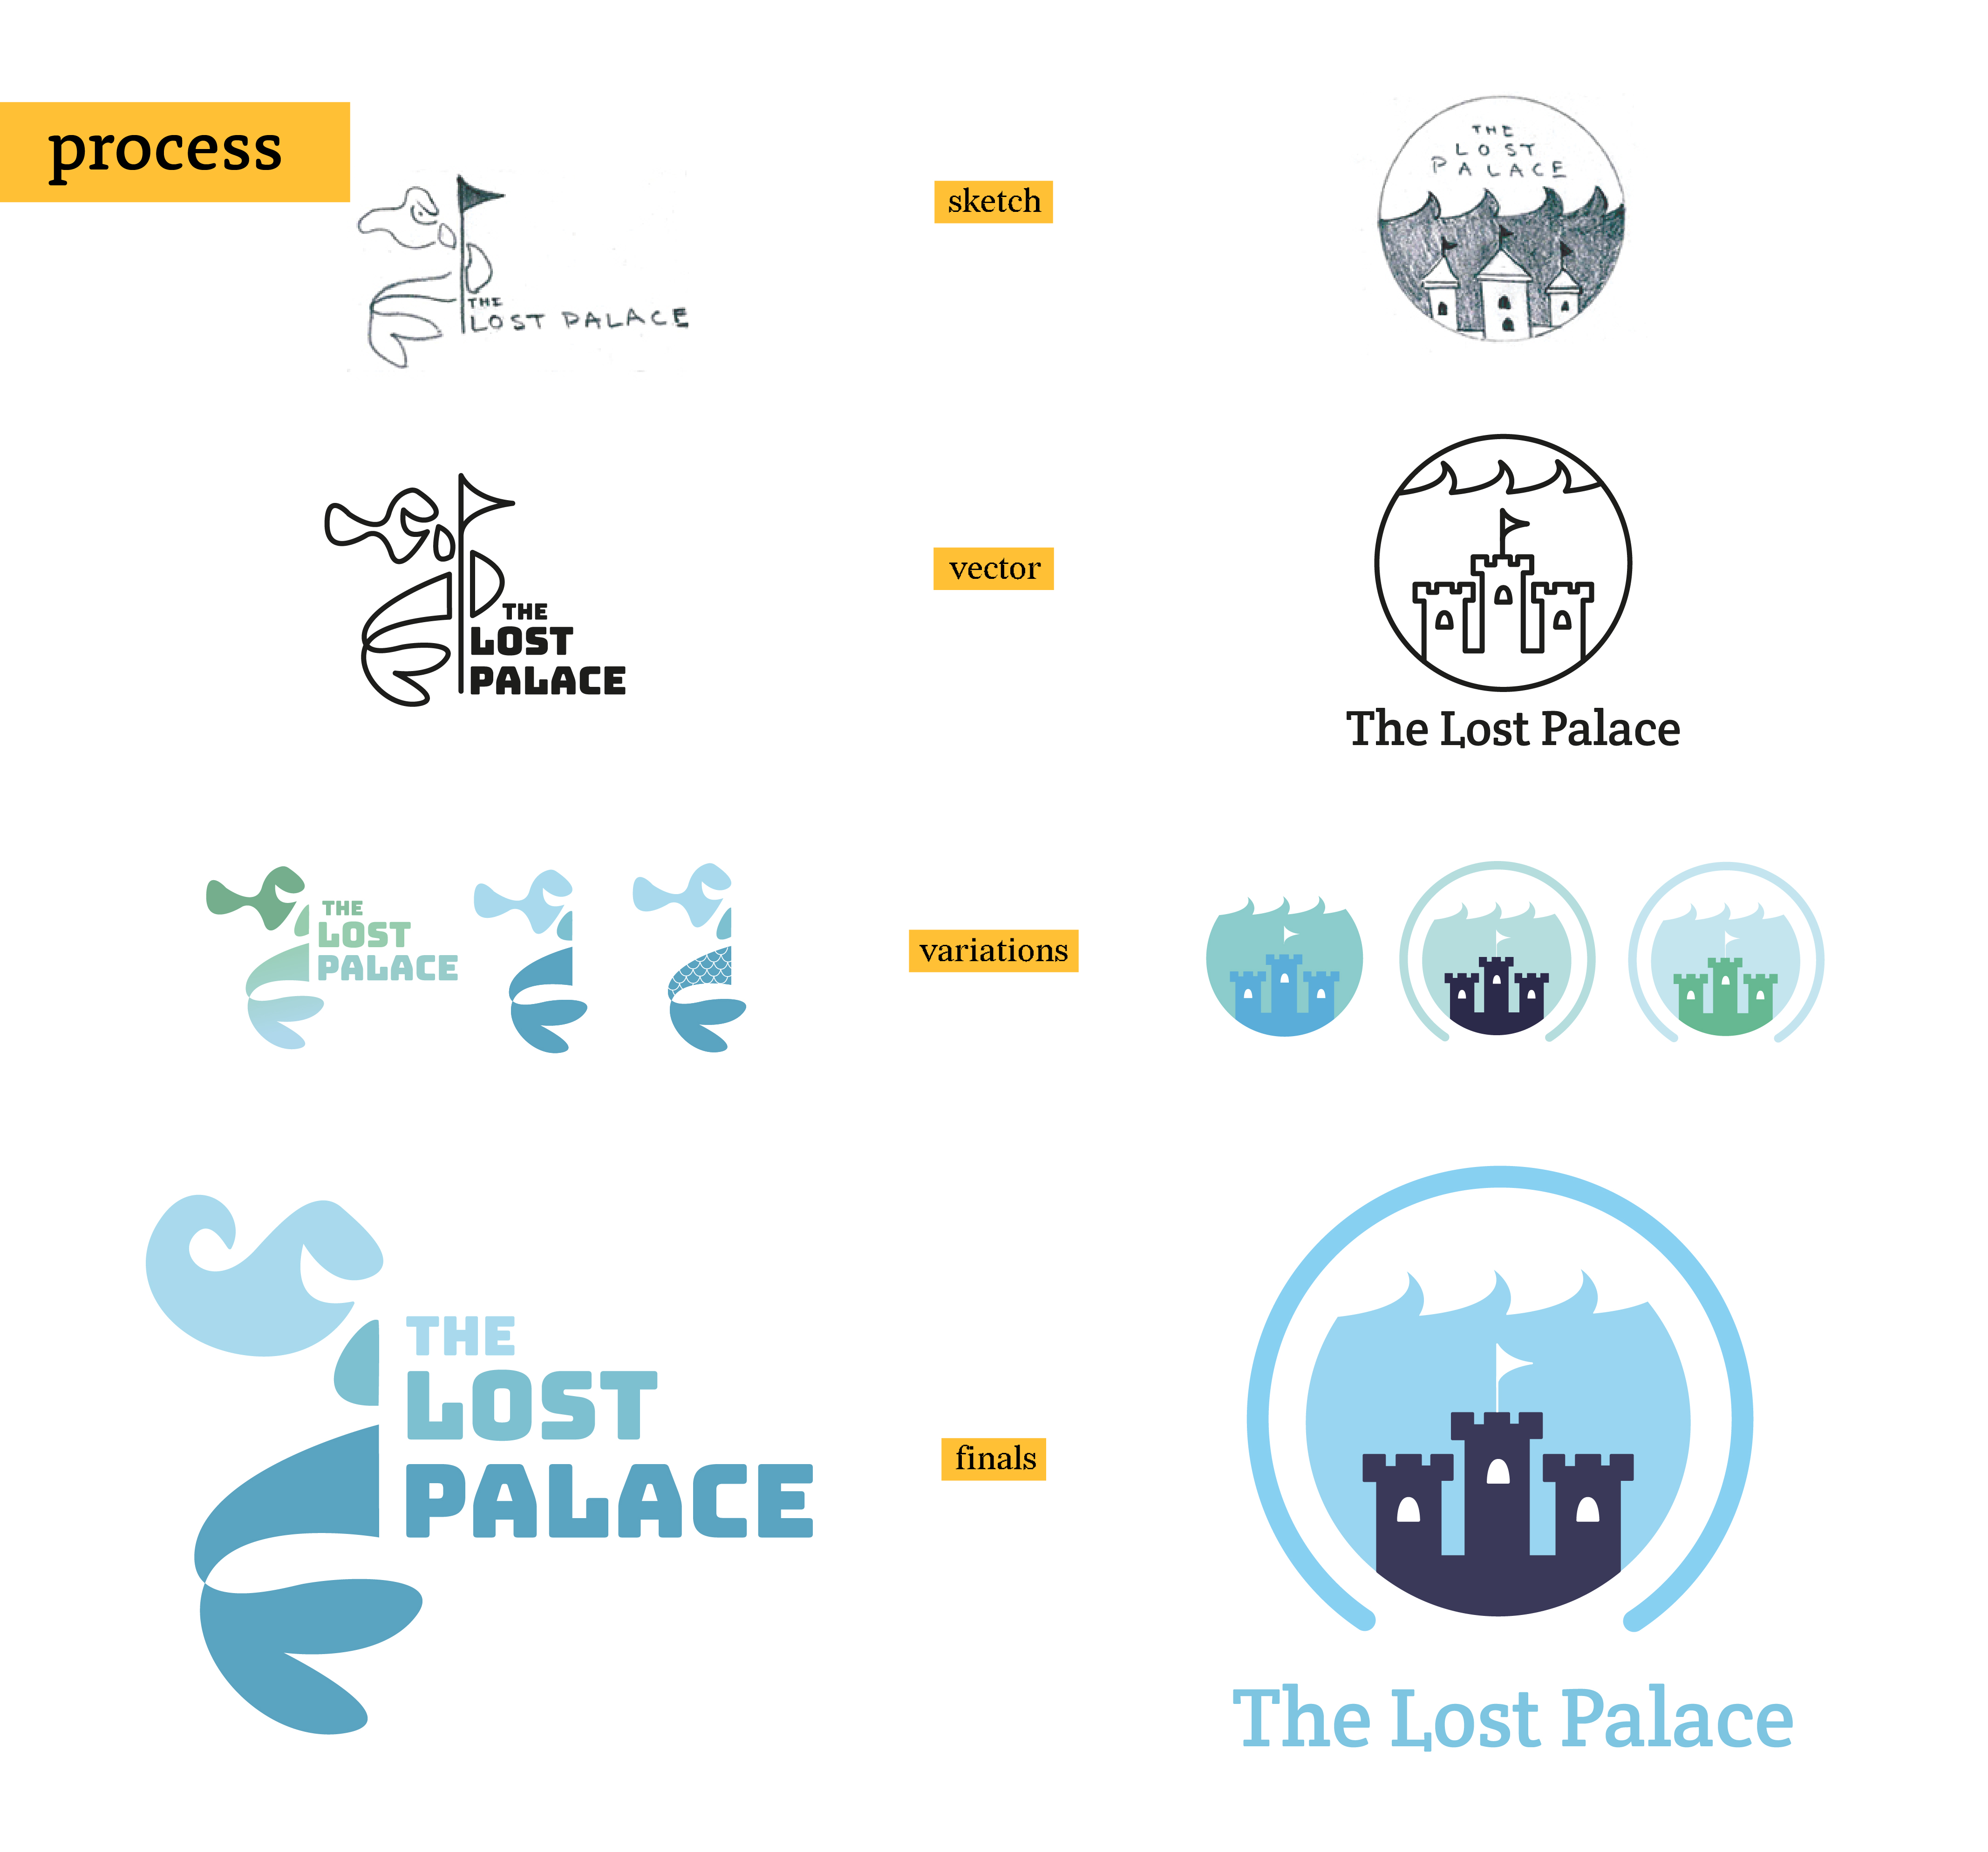 process
sketch
THE
LOST PALACE
THE
LOST
PALACE
vector
THE
LOST
PALACE
The Lost Palace
variations
THE
LOST
PALACE
finals
THE
LOST
PALACE
The Lost Palace